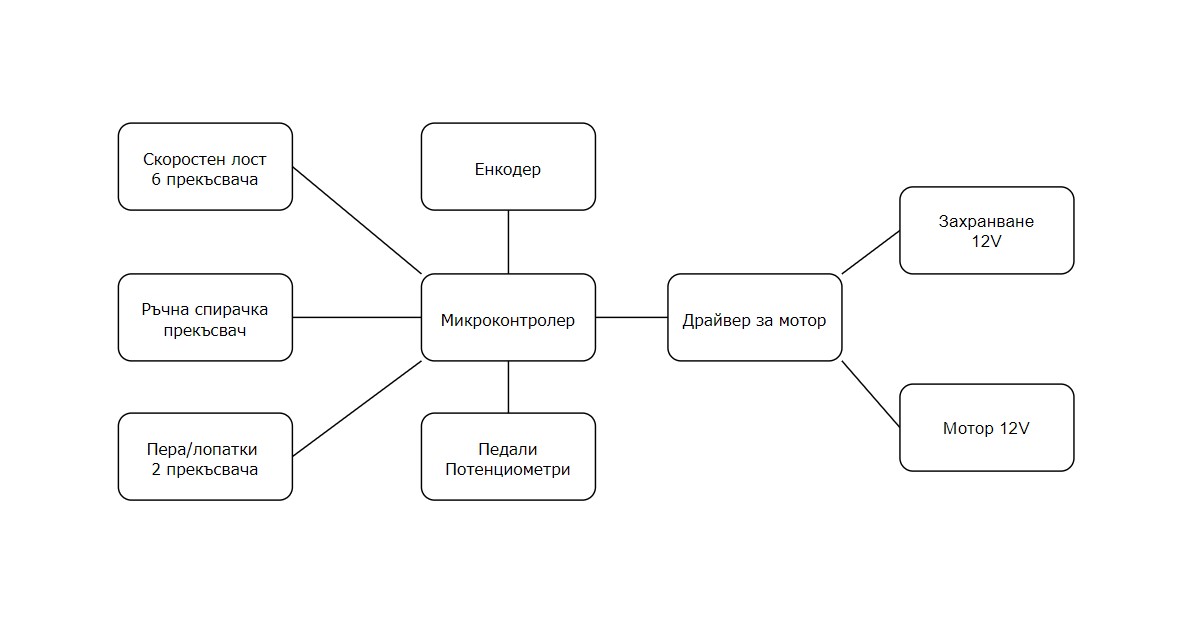 Скоростен лост
6 прекъсвача
Енкодер
Захранване
12V
Ръчна спирачка
прекъсвач
Микроконтролер
Драйвер за мотор
Пера/лопатки
2 прекъсвача
Педали
Потенциометри
Мотор 12V